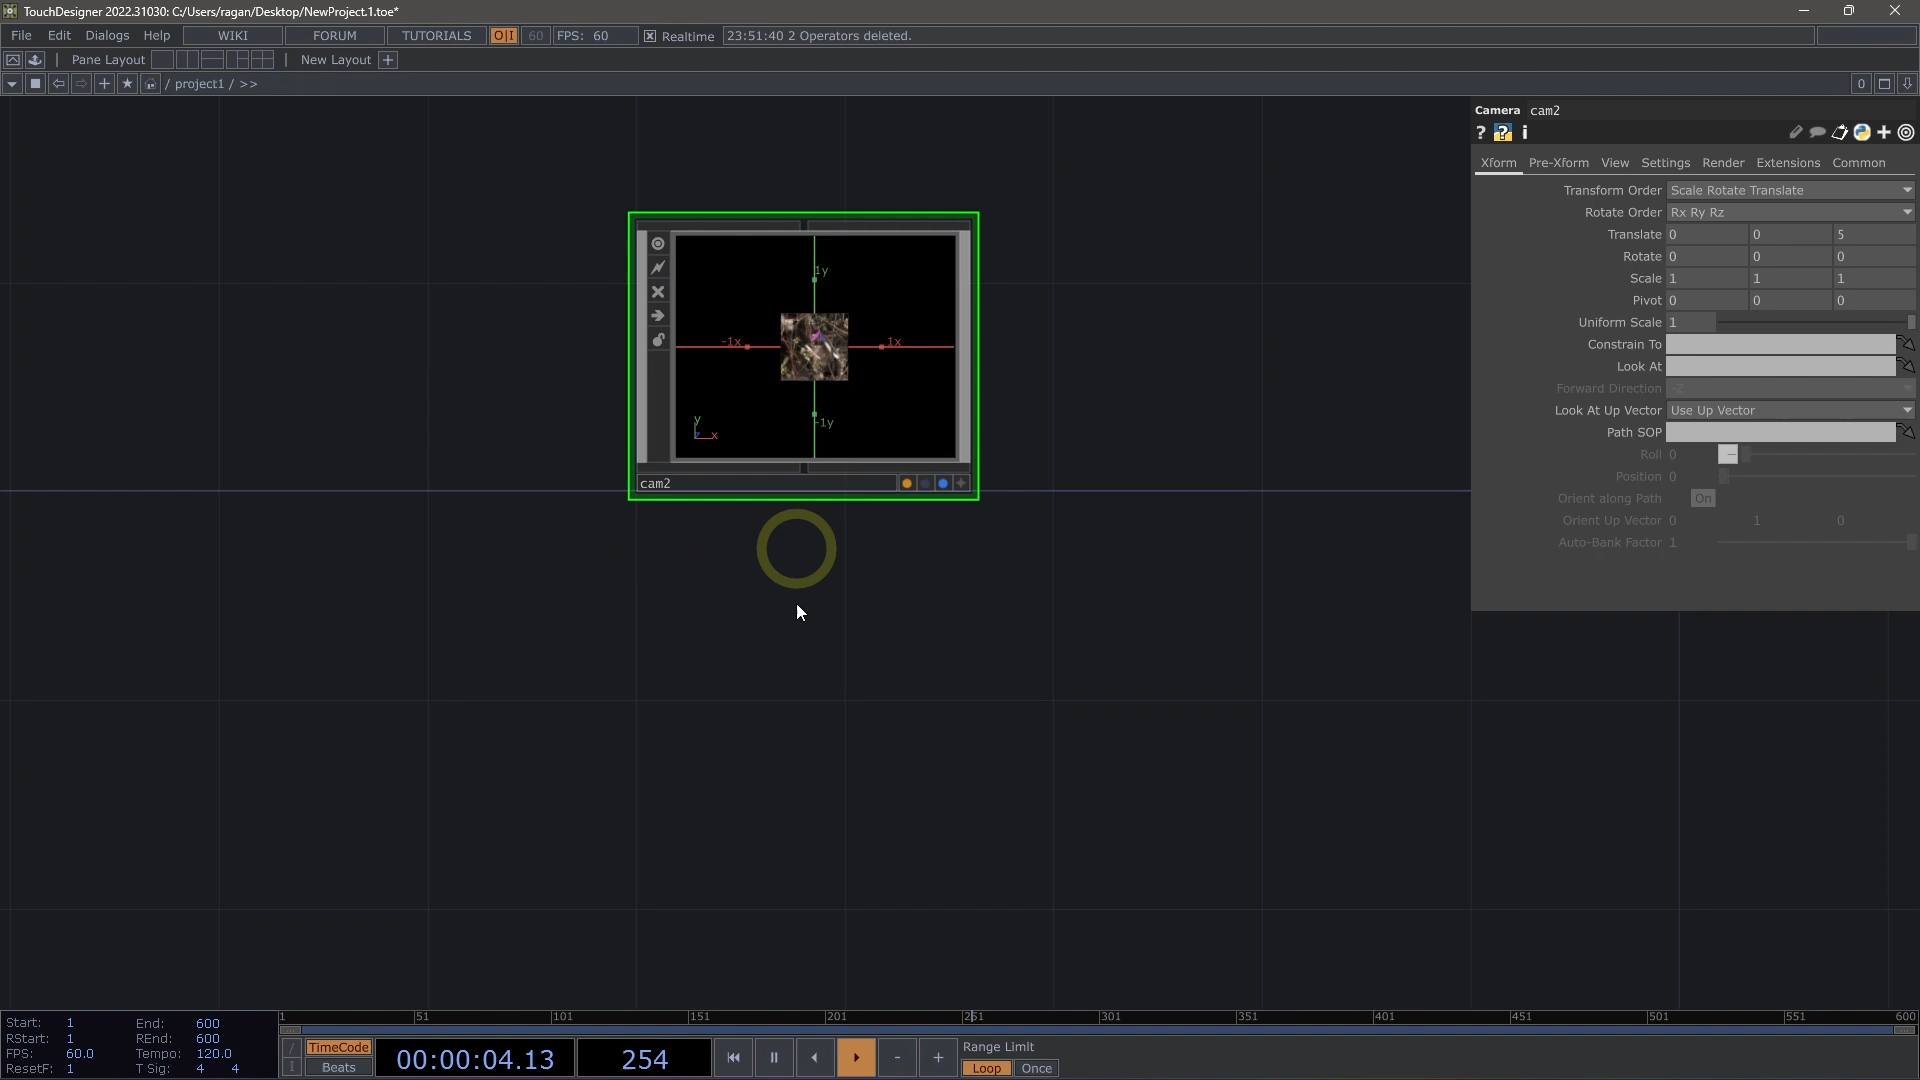 TouchDesigner 2022.31030: C:/Users/ragan/Desktop/NewProject.1.toe*
File Edit Dialogs Help WIKI FORUM TUTORIALS O|I 60 FPS: 60 Realtime 23:51:40 2 Operators deleted.
Pane Layout New Layout +
/ project1 / >> 0
Camera cam2
? ? i
Xform Pre-Xform View Settings Render Extensions Common
Transform Order Scale Rotate Translate
Rotate Order Rx Ry Rz
Translate 0 0 5
Rotate 0 0 0
Scale 1 1 1
Pivot 0 0 0
Uniform Scale 1
Constrain To
Look At
Forward Direction -Z
Look At Up Vector Use Up Vector
Path SOP
Roll 0
Position 0
Orient along Path On
Orient Up Vector 0 1 0
Auto-Bank Factor 1
1y
-1x 1x
-1y
y
z x
cam2
Start: 1 End: 600
RStart: 1 REnd: 600
FPS: 60.0 Tempo: 120.0
ResetF: 1 T Sig: 4 4
1 51 101 151 201 251 301 351 401 451 501 551 600
/ TimeCode 00:00:04.13 254 - + Range Limit
I Beats Loop Once